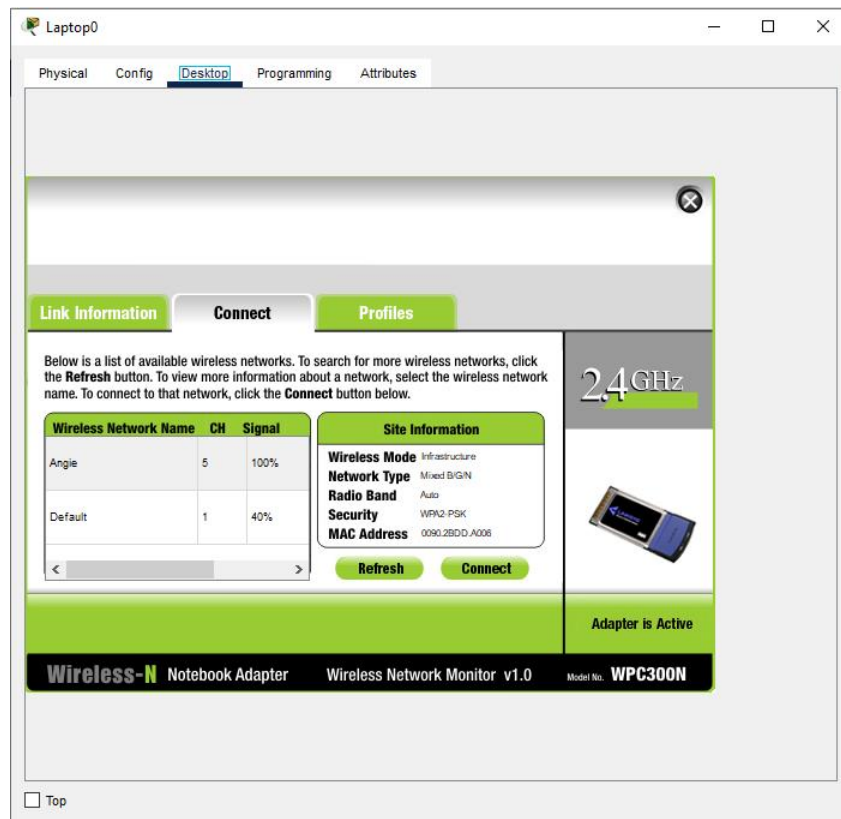 Laptop0
Physical Config Desktop Programming Attributes
Link Information Connect Profiles
Below is a list of available wireless networks. To search for more wireless networks, click
the Refresh button. To view more information about a network, select the wireless network
name. To connect to that network, click the Connect button below.
2.4GHz
Wireless Network Name CH Signal
Angie 5 100%
Default 1 40%
Site Information
Wireless Mode Infrastructure
Network Type Mixed B/G/N
Radio Band Auto
Security WPA2-PSK
MAC Address 0090.2BDD.A006
Refresh Connect
Adapter is Active
Wireless-N Notebook Adapter Wireless Network Monitor v1.0 Model No. WPC300N
Top